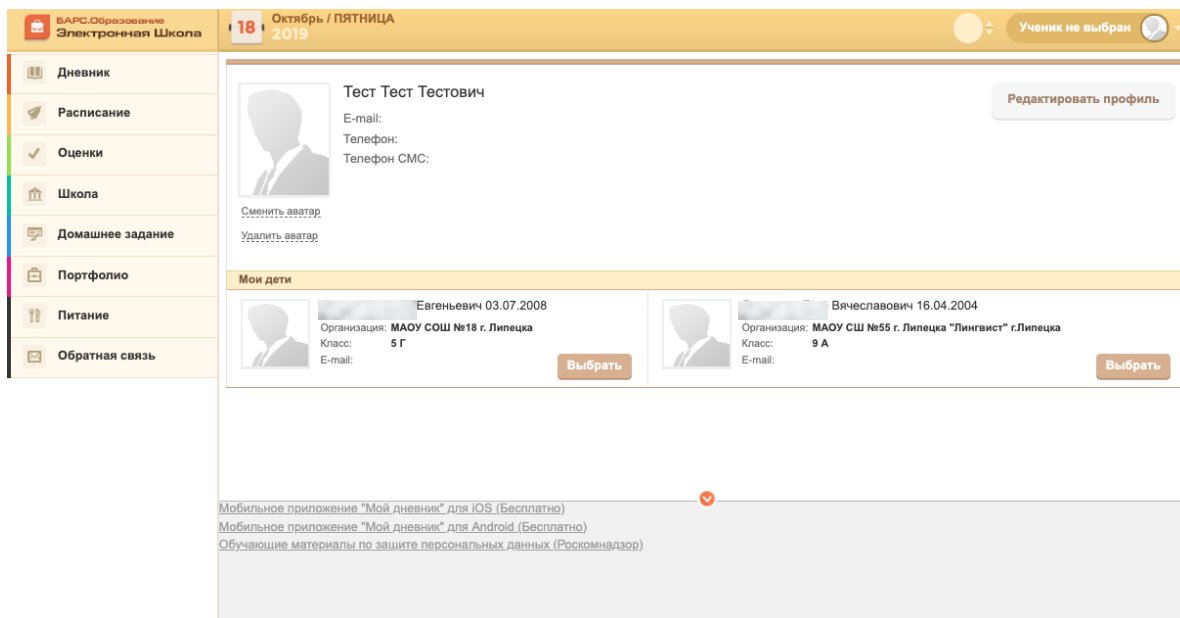 БАРС.Образование
Электронная Школа
18
Октябрь / ПЯТНИЦА
2019
Ученик не выбран
Дневник
Расписание
Оценки
Школа
Домашнее задание
Портфолио
Питание
Обратная связь
Тест Тест Тестович
E-mail:
Телефон:
Телефон СМС:
Редактировать профиль
Сменить аватар
Удалить аватар
Мои дети
Евгеньевич 03.07.2008
Организация: МАОУ СОШ №18 г. Липецка
Класс: 5 Г
E-mail:
Выбрать
Вячеславович 16.04.2004
Организация: МАОУ СШ №55 г. Липецка "Лингвист" г.Липецка
Класс: 9 А
E-mail:
Выбрать
Мобильное приложение "Мой дневник" для iOS (Бесплатно)
Мобильное приложение "Мой дневник" для Android (Бесплатно)
Обучающие материалы по защите персональных данных (Роскомнадзор)